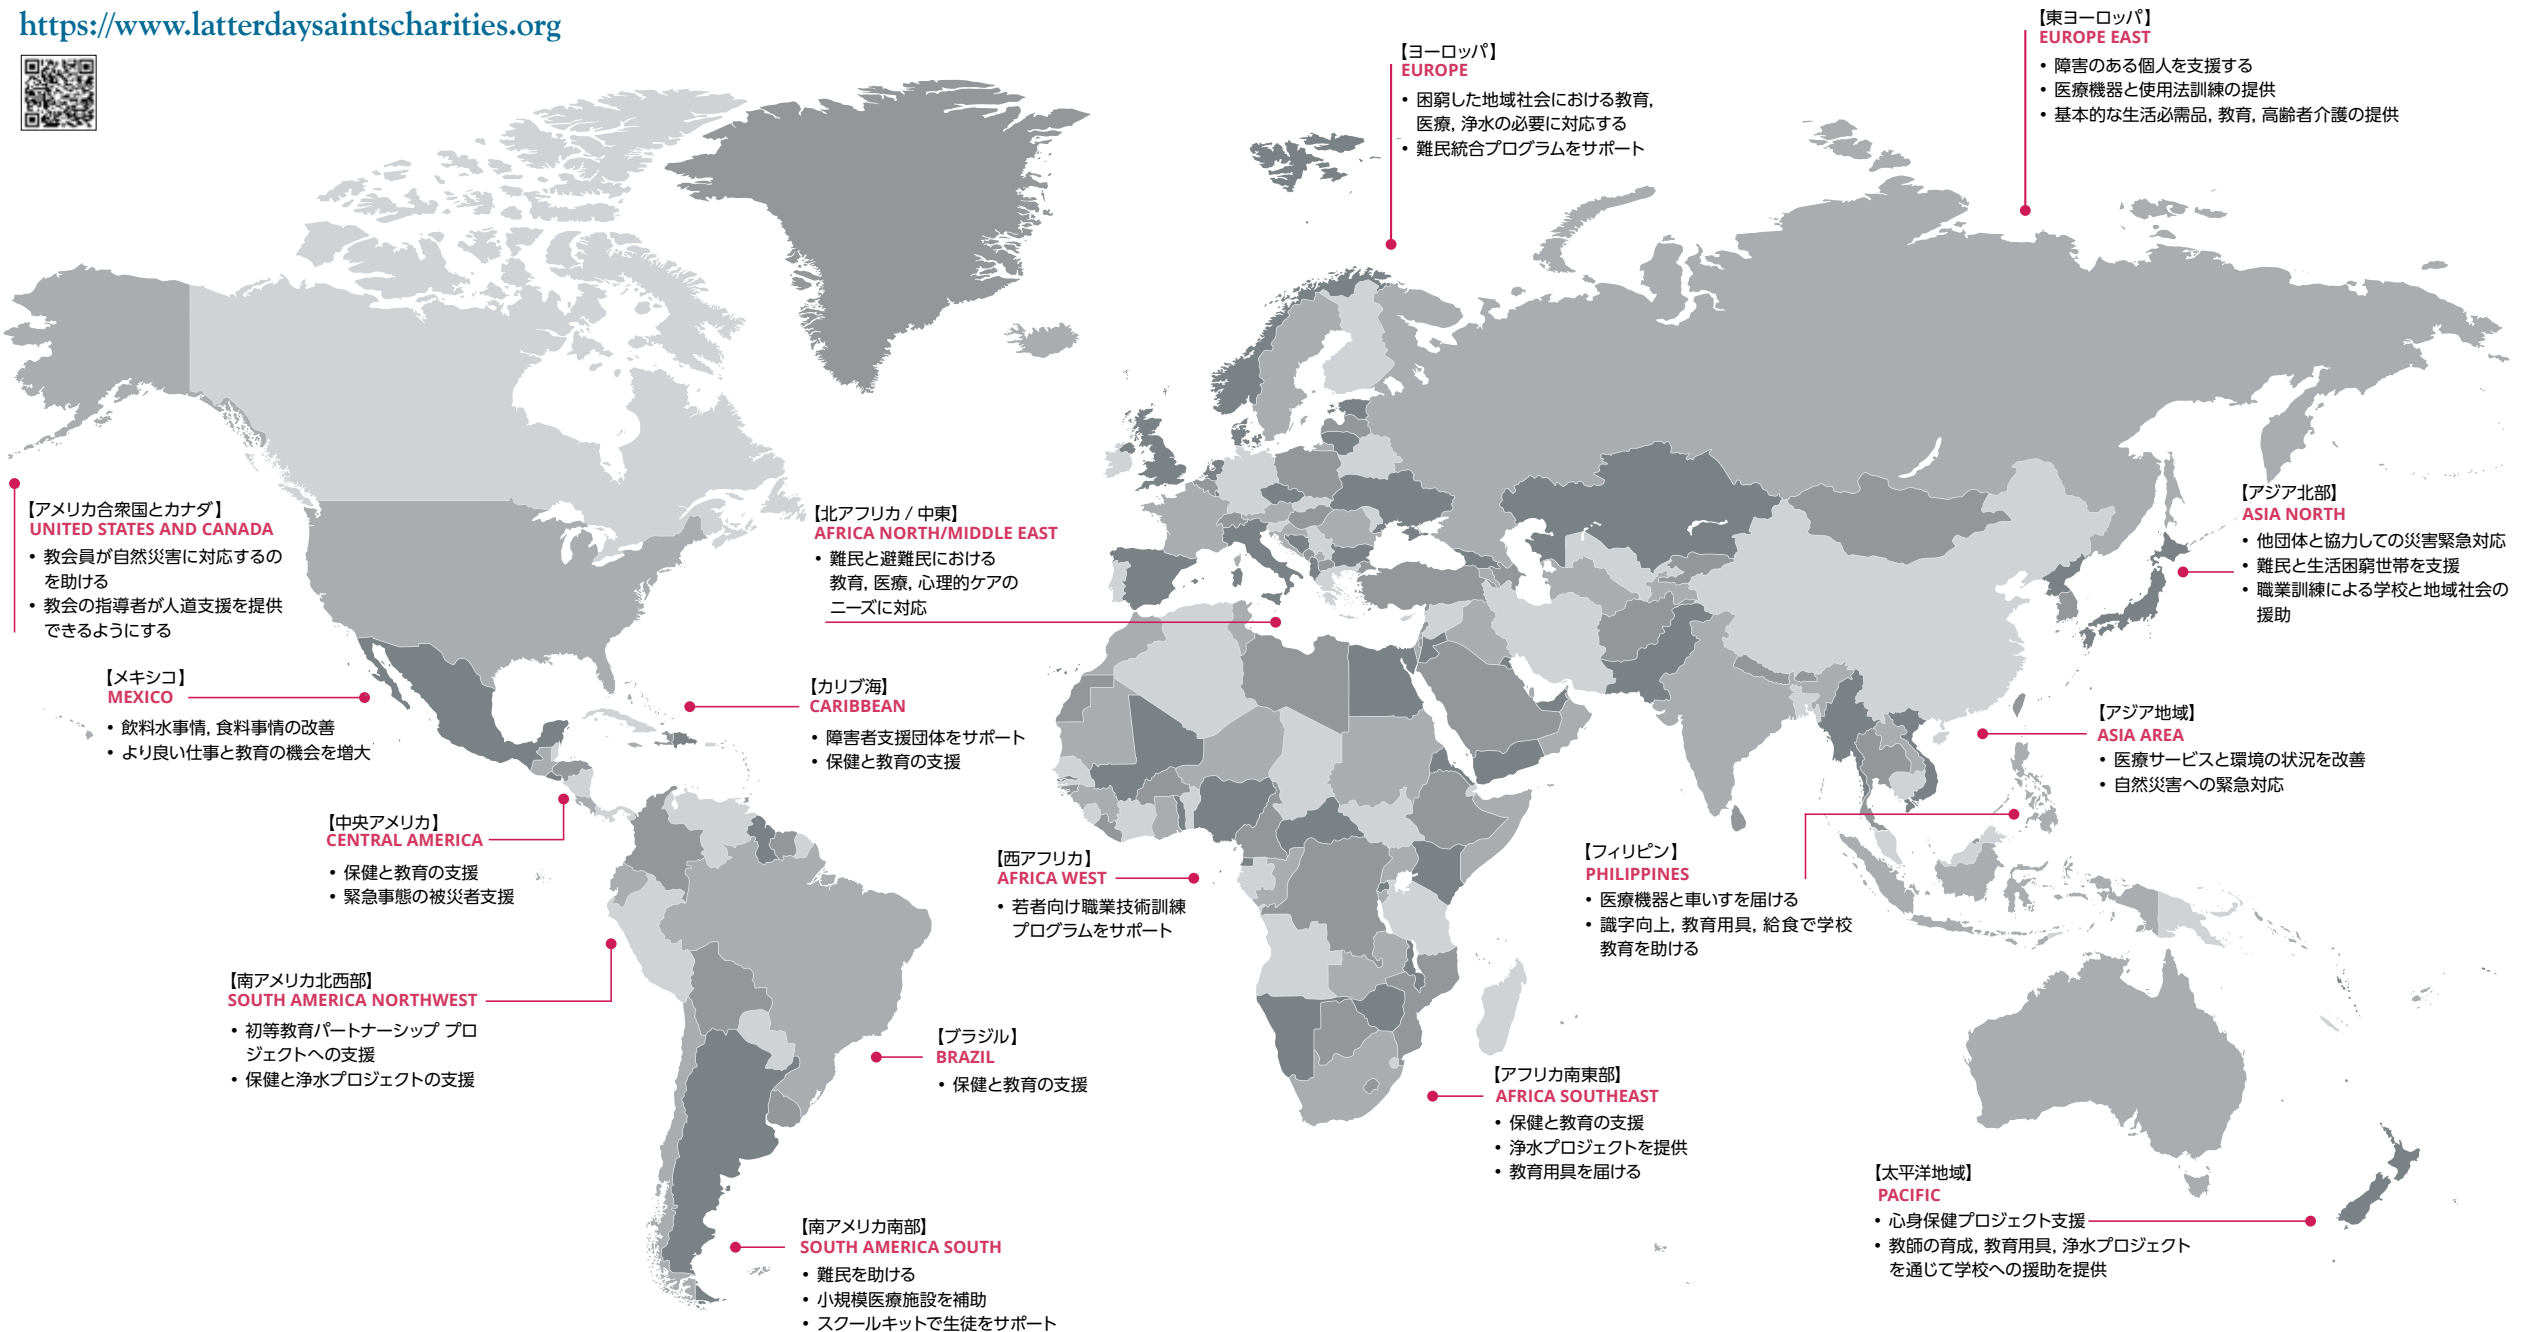 https://www.latterdaysaintscharities.org
【ヨーロッパ】
EUROPE
• 困窮した地域社会における教育,
医療, 浄水の必要に対応する
• 難民統合プログラムをサポート
【東ヨーロッパ】
EUROPE EAST
• 障害のある個人を支援する
• 医療機器と使用法訓練の提供
• 基本的な生活必需品, 教育, 高齢者介護の提供
【アメリカ合衆国とカナダ】
UNITED STATES AND CANADA
• 教会員が自然災害に対応するの
を助ける
• 教会の指導者が人道支援を提供
できるようにする
【北アフリカ / 中東】
AFRICA NORTH/MIDDLE EAST
• 難民と避難民における
教育, 医療, 心理的ケアの
ニーズに対応
【アジア北部】
ASIA NORTH
• 他団体と協力しての災害緊急対応
• 難民と生活困窮世帯を支援
• 職業訓練による学校と地域社会の
援助
【メキシコ】
MEXICO
• 飲料水事情, 食料事情の改善
• より良い仕事と教育の機会を増大
【カリブ海】
CARIBBEAN
• 障害者支援団体をサポート
• 保健と教育の支援
【アジア地域】
ASIA AREA
• 医療サービスと環境の状況を改善
• 自然災害への緊急対応
【中央アメリカ】
CENTRAL AMERICA
• 保健と教育の支援
• 緊急事態の被災者支援
【西アフリカ】
AFRICA WEST
• 若者向け職業技術訓練
プログラムをサポート
【フィリピン】
PHILIPPINES
• 医療機器と車いすを届ける
• 識字向上, 教育用具, 給食で学校
教育を助ける
【南アメリカ北西部】
SOUTH AMERICA NORTHWEST
• 初等教育パートナーシップ プロ
ジェクトへの支援
• 保健と浄水プロジェクトの支援
【ブラジル】
BRAZIL
• 保健と教育の支援
【アフリカ南東部】
AFRICA SOUTHEAST
• 保健と教育の支援
• 浄水プロジェクトを提供
• 教育用具を届ける
【太平洋地域】
PACIFIC
• 心身保健プロジェクト支援
• 教師の育成, 教育用具, 浄水プロジェクト
を通じて学校への援助を提供
【南アメリカ南部】
SOUTH AMERICA SOUTH
• 難民を助ける
• 小規模医療施設を補助
• スクールキットで生徒をサポート